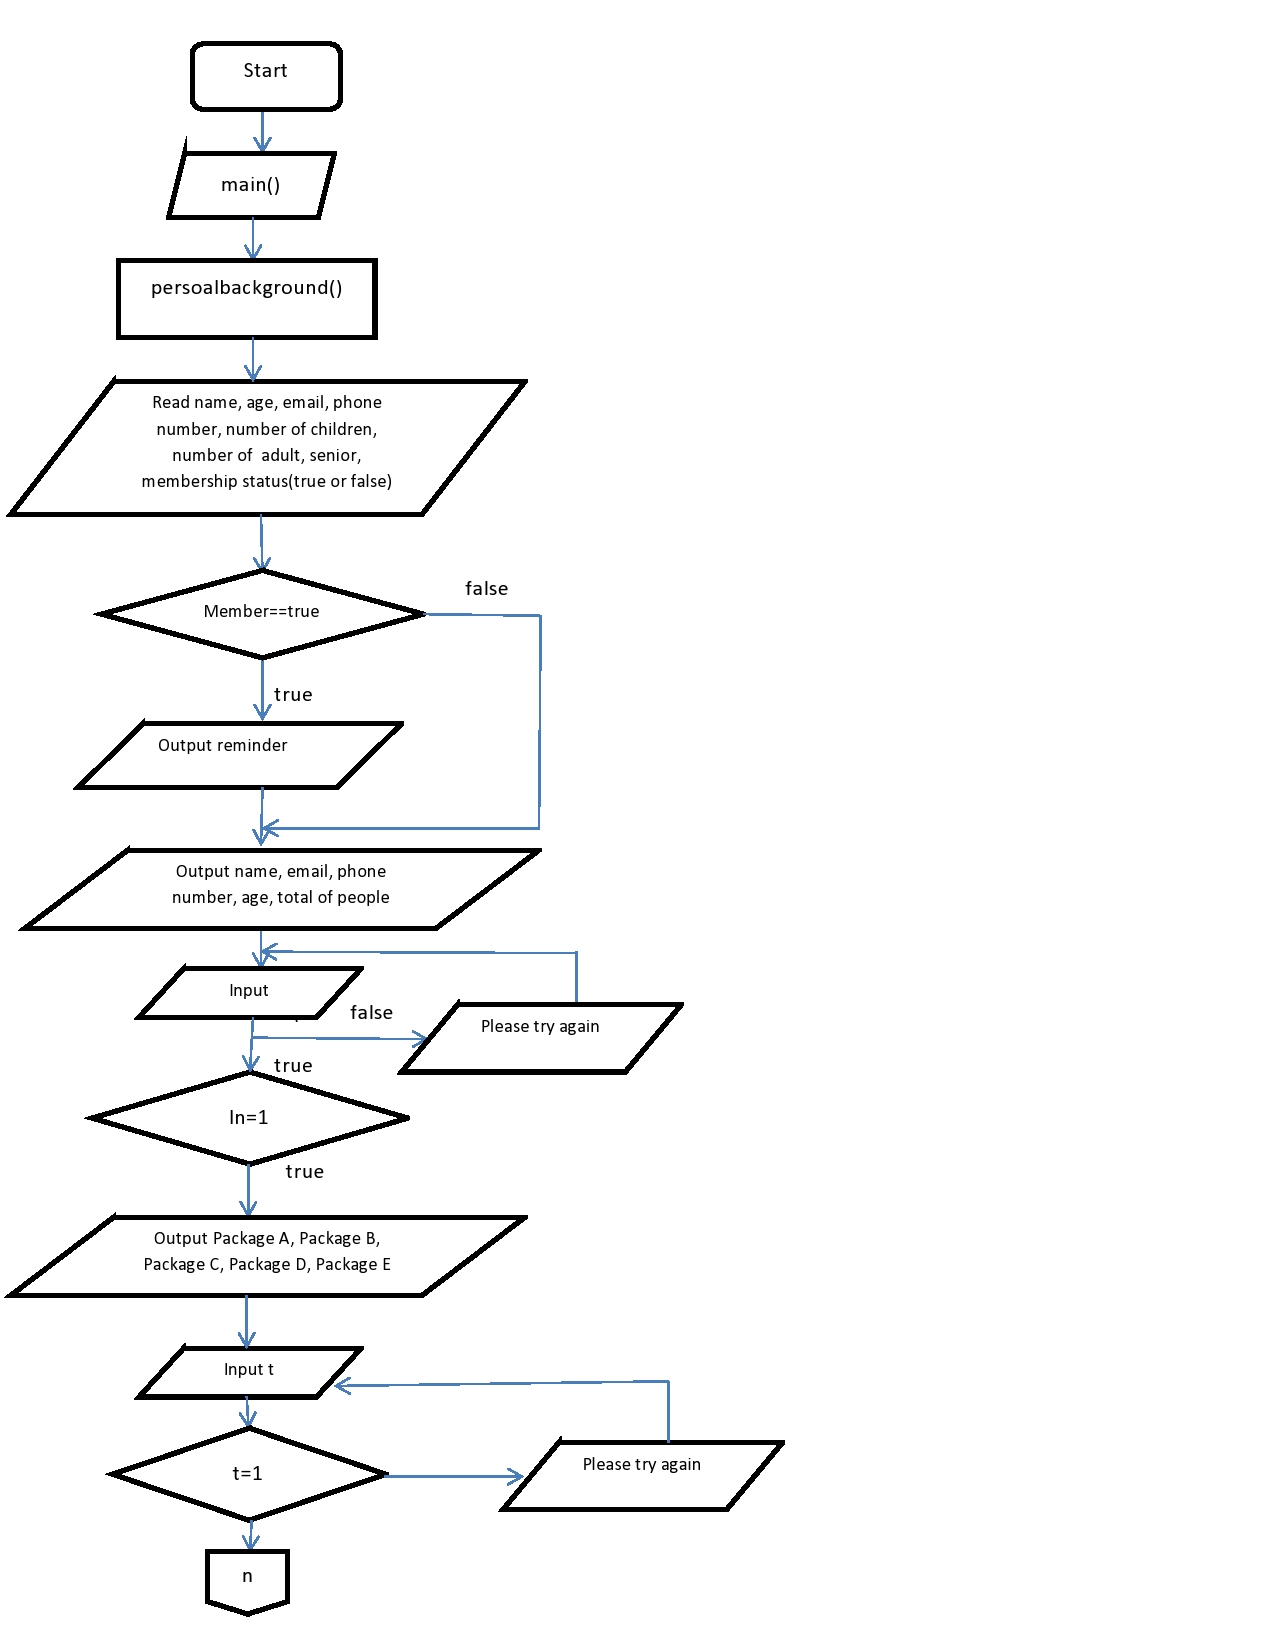 Start
main()
persoalbackground()
Read name, age, email, phone
number, number of children,
number of adult, senior,
membership status(true or false)
Member==true
false
true
Output reminder
Output name, email, phone
number, age, total of people
Input
false
Please try again
true
In=1
true
Output Package A, Package B,
Package C, Package D, Package E
Input t
t=1
Please try again
n